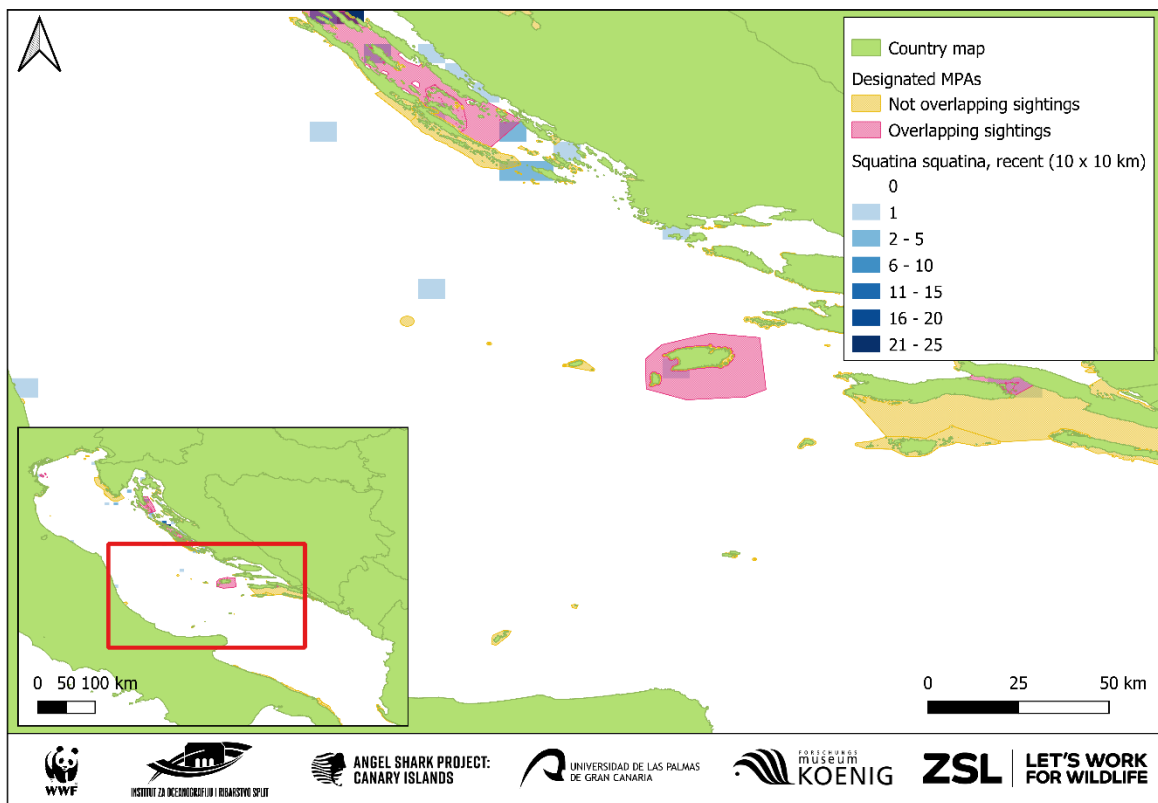 Country map
Designated MPAs
Not overlapping sightings
Overlapping sightings
Squatina squatina, recent (10 x 10 km)
0
1
2 - 5
6 - 10
11 - 15
16 - 20
21 - 25
0 50 100 km
0 25 50 km
WWF
INSTITUT ZA OCEANOGRAFIJU I RIBARSTVO SPLIT
ANGEL SHARK PROJECT:
CANARY ISLANDS
UNIVERSIDAD DE LAS PALMAS
DE GRAN CANARIA
FORSCHUNGS
museum
KOENIG
ZSL
LET'S WORK
FOR WILDLIFE